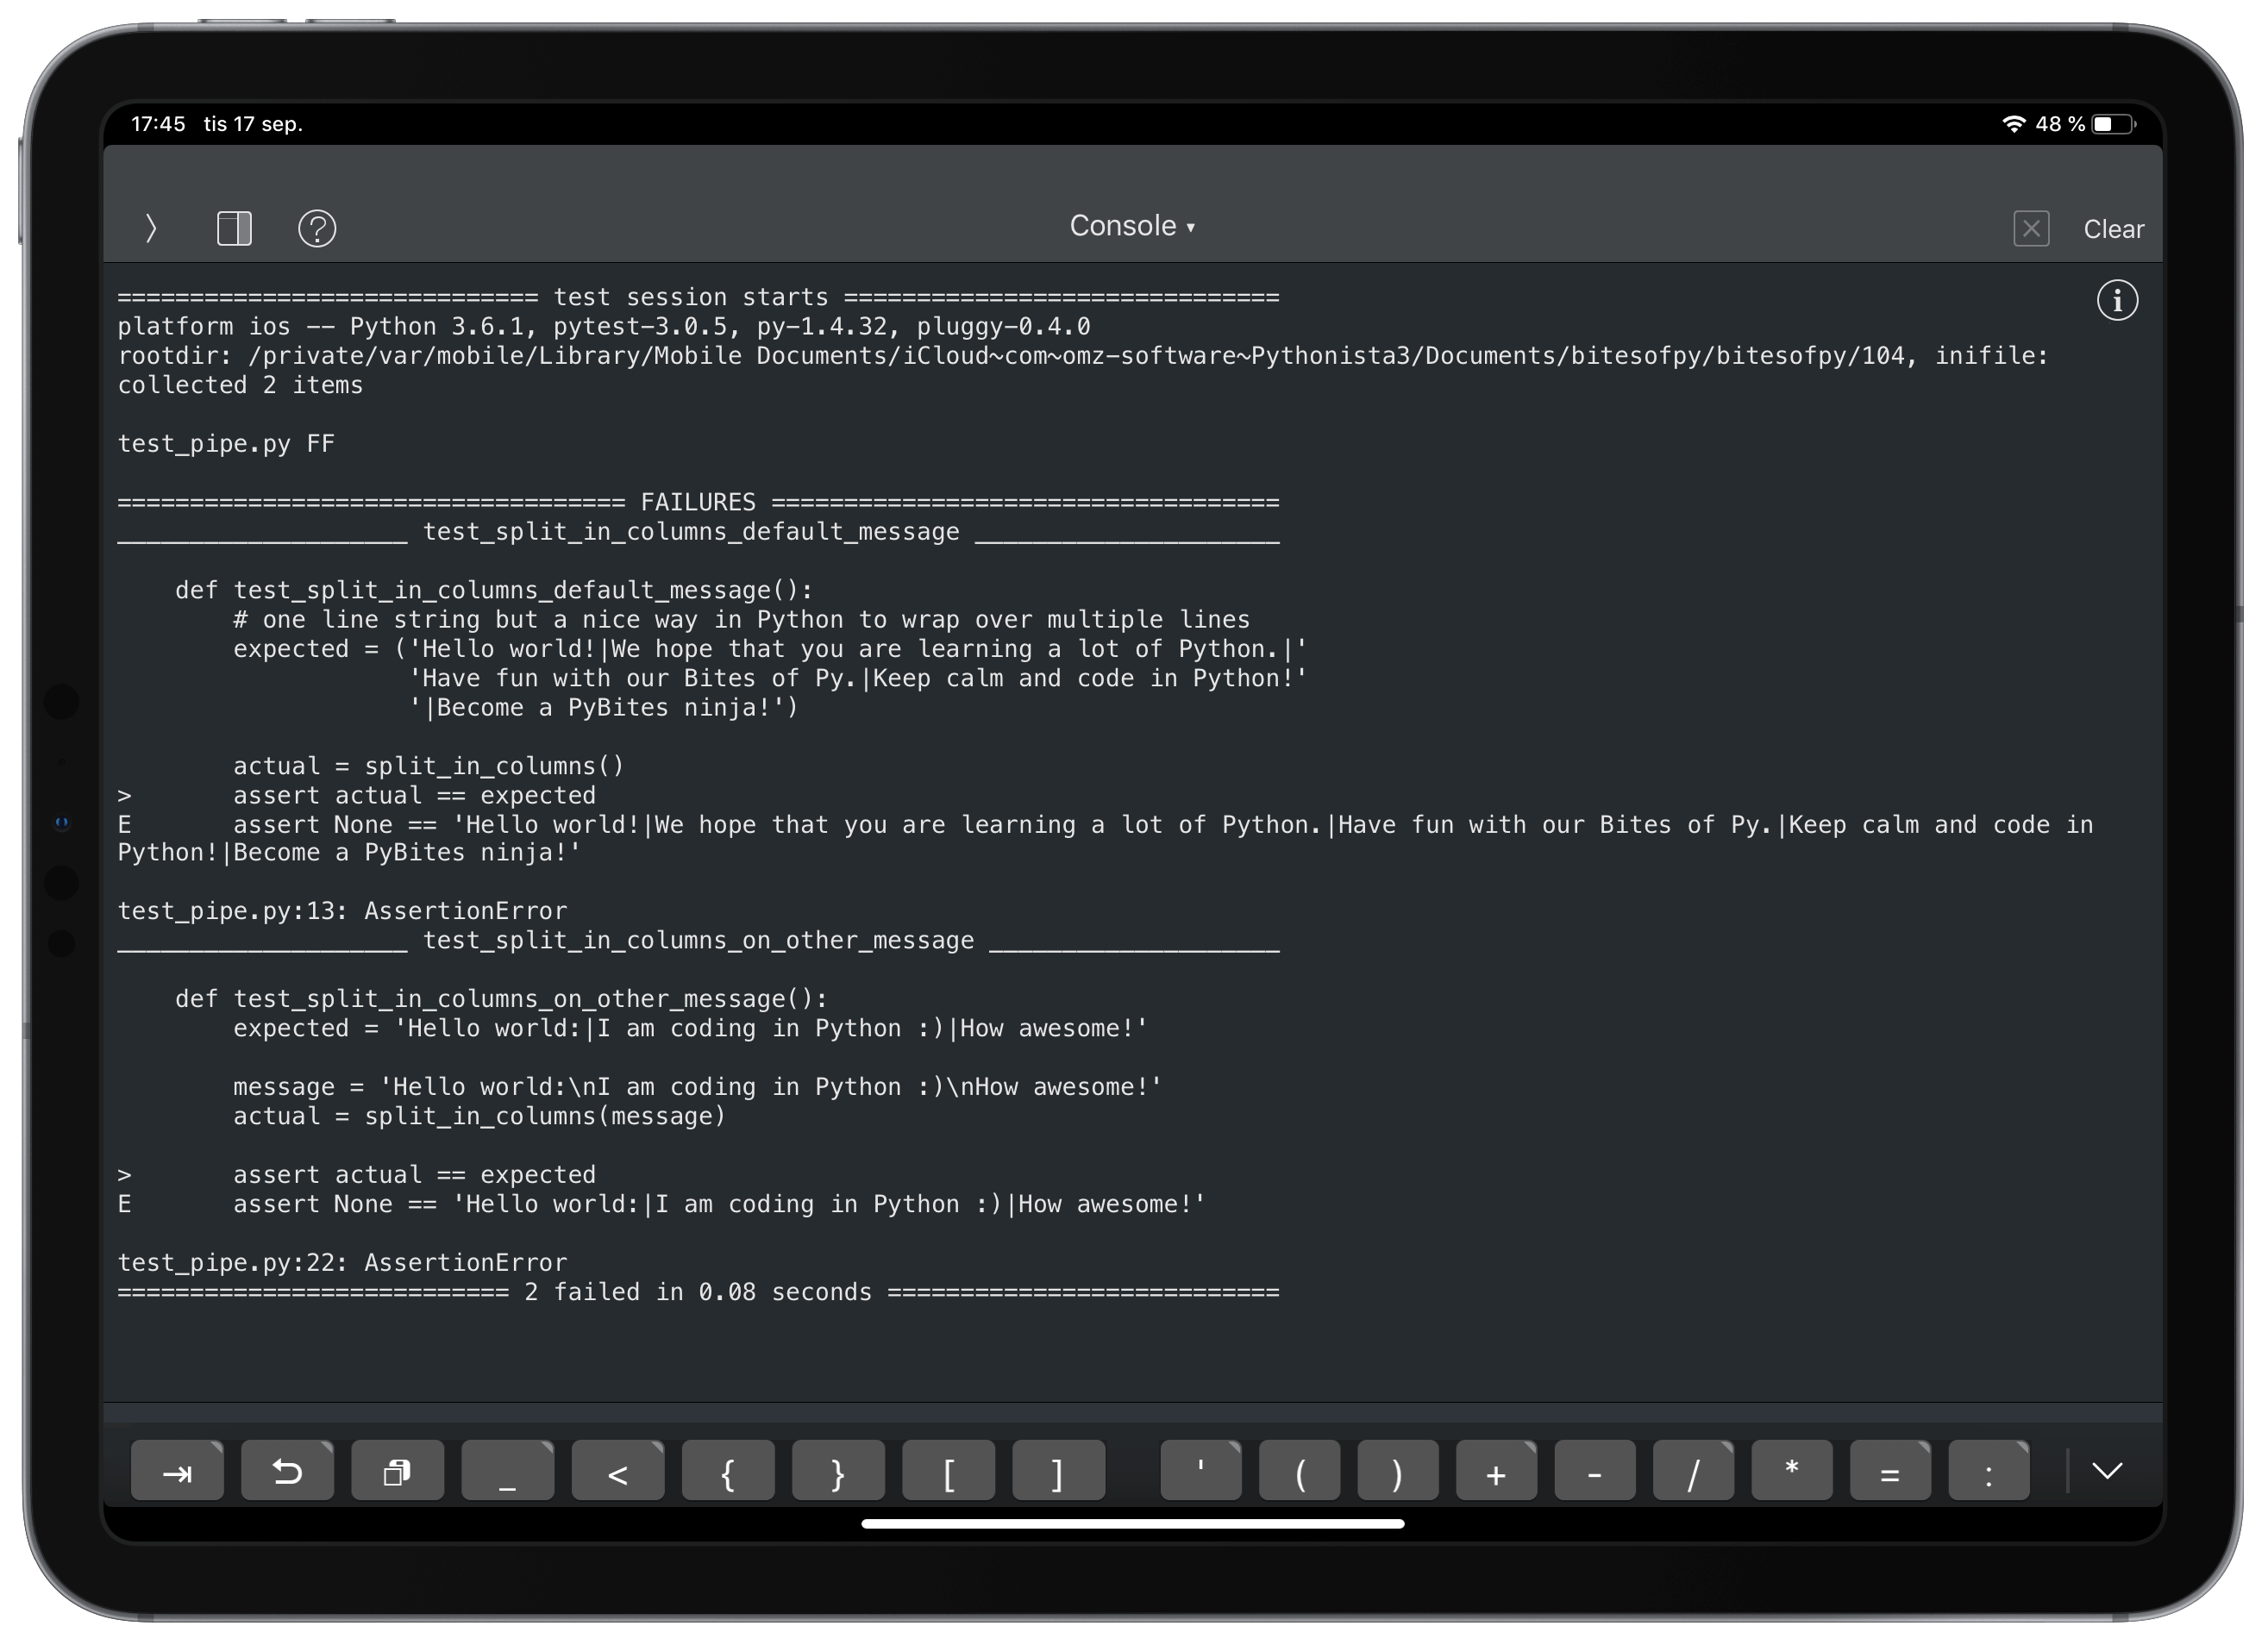 17:45 tis 17 sep. 48 %
Console ▾ Clear
============================= test session starts ==============================
platform ios -- Python 3.6.1, pytest-3.0.5, py-1.4.32, pluggy-0.4.0
rootdir: /private/var/mobile/Library/Mobile Documents/iCloud~com~omz-software~Pythonista3/Documents/bitesofpy/bitesofpy/104, inifile:
collected 2 items
test_pipe.py FF
=================================== FAILURES ===================================
____________________ test_split_in_columns_default_message _____________________
    def test_split_in_columns_default_message():
        # one line string but a nice way in Python to wrap over multiple lines
        expected = ('Hello world!|We hope that you are learning a lot of Python.|'
                    'Have fun with our Bites of Py.|Keep calm and code in Python!'
                    '|Become a PyBites ninja!')
        actual = split_in_columns()
>       assert actual == expected
E       assert None == 'Hello world!|We hope that you are learning a lot of Python.|Have fun with our Bites of Py.|Keep calm and code in
Python!|Become a PyBites ninja!'
test_pipe.py:13: AssertionError
____________________ test_split_in_columns_on_other_message ____________________
    def test_split_in_columns_on_other_message():
        expected = 'Hello world:|I am coding in Python :)|How awesome!'
        message = 'Hello world:\nI am coding in Python :)\nHow awesome!'
        actual = split_in_columns(message)
>       assert actual == expected
E       assert None == 'Hello world:|I am coding in Python :)|How awesome!'
test_pipe.py:22: AssertionError
=========================== 2 failed in 0.08 seconds ===========================
_ < { } [ ] ' ( ) + - / * = :